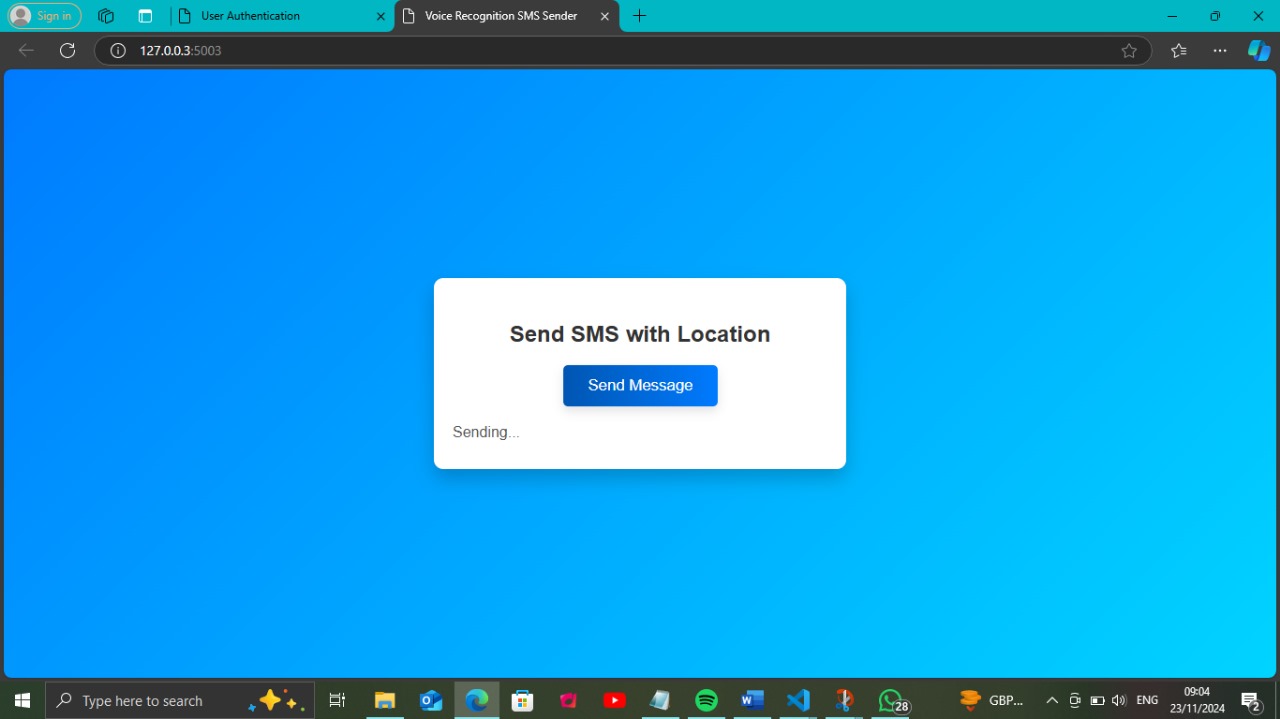 Sign in
User Authentication
Voice Recognition SMS Sender
127.0.0.3:5003
Send SMS with Location
Send Message
Sending...
Type here to search
28
GBP...
ENG
09:04
23/11/2024
2